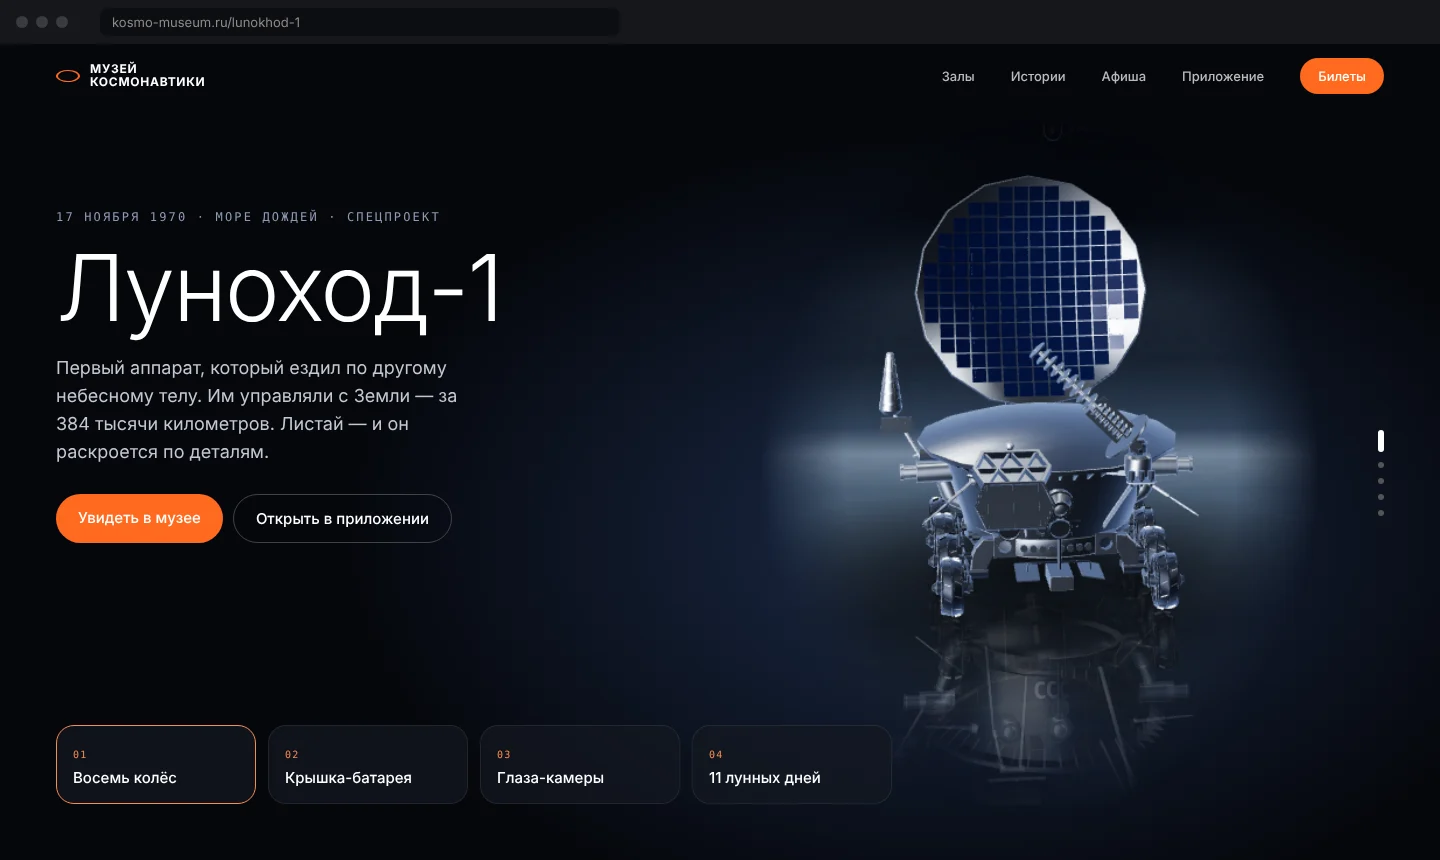 kosmo-museum.ru/lunokhod-1
МУЗЕЙ
КОСМОНАВТИКИ
Залы
Истории
Афиша
Приложение
Билеты
17 НОЯБРЯ 1970 · МОРЕ ДОЖДЕЙ · СПЕЦПРОЕКТ
Луноход-1
Первый аппарат, который ездил по другому
небесному телу. Им управляли с Земли — за
384 тысячи километров. Листай — и он
раскроется по деталям.
Увидеть в музее
Открыть в приложении
01
Восемь колёс
02
Крышка-батарея
03
Глаза-камеры
04
11 лунных дней